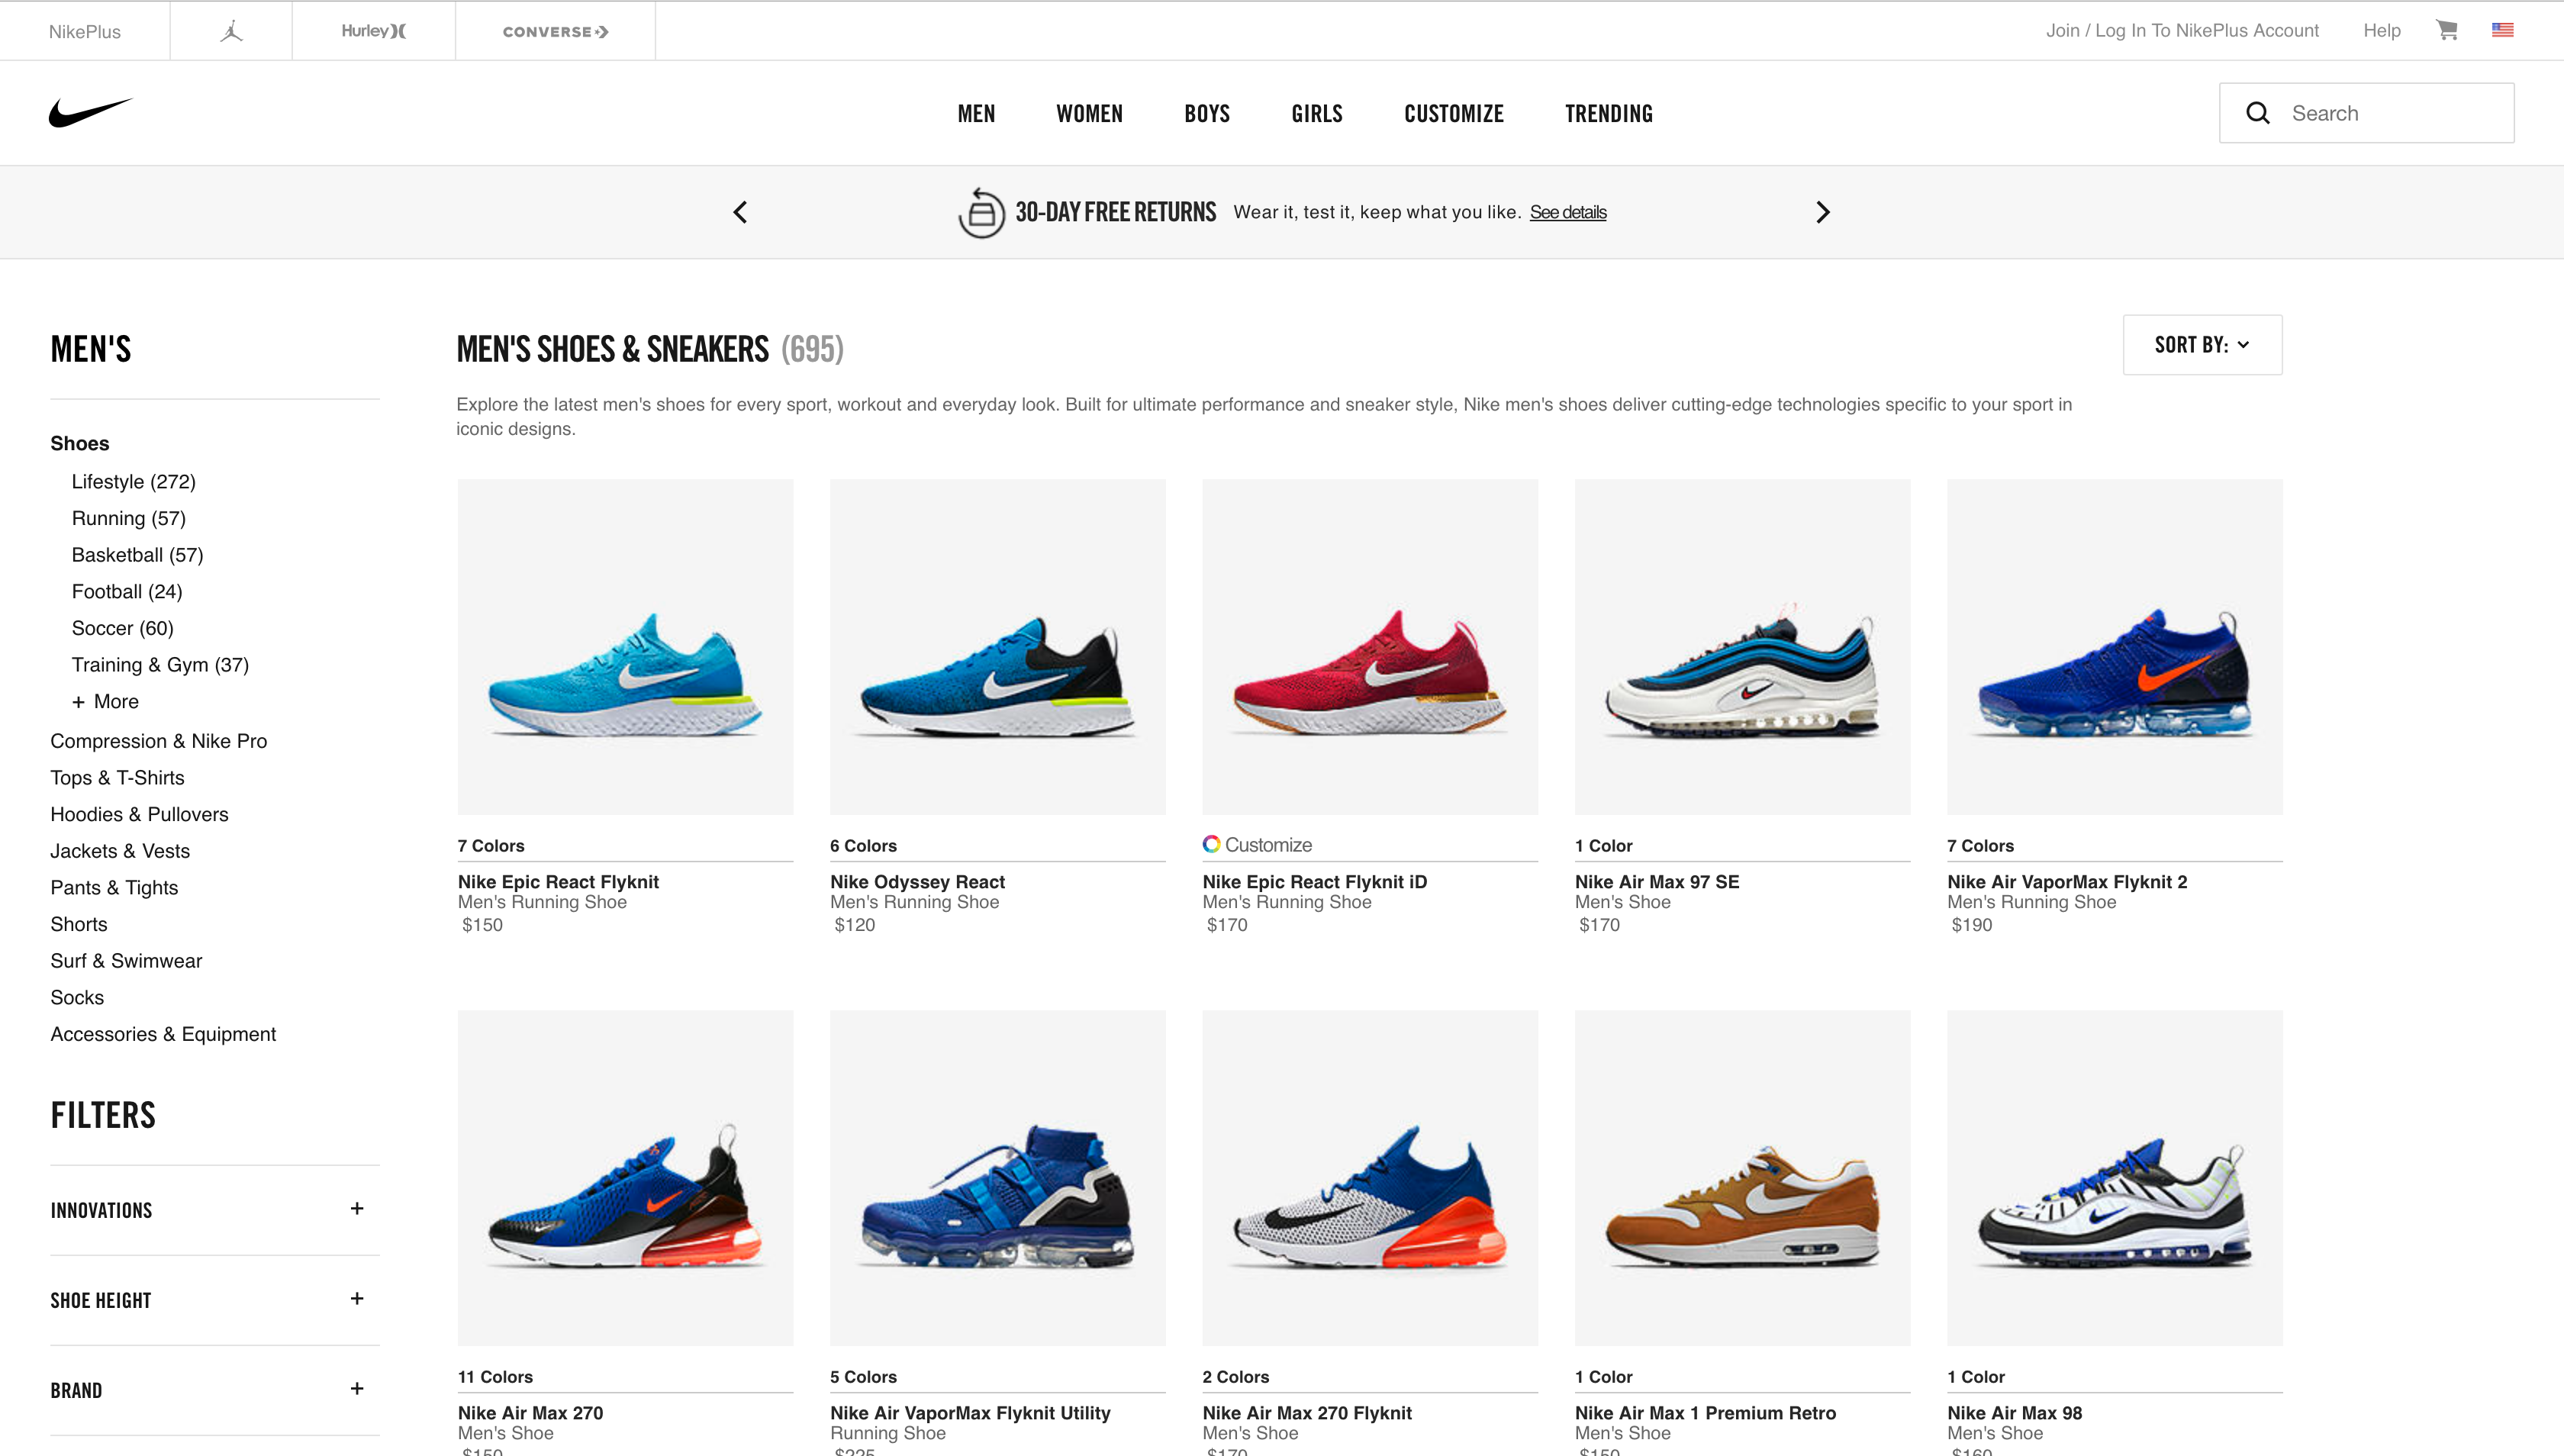 NikePlus
Hurley
CONVERSE
Join / Log In To NikePlus Account
Help
MEN
WOMEN
BOYS
GIRLS
CUSTOMIZE
TRENDING
Search
30-DAY FREE RETURNS Wear it, test it, keep what you like. See details
MEN'S
Shoes
Lifestyle (272)
Running (57)
Basketball (57)
Football (24)
Soccer (60)
Training & Gym (37)
+ More
Compression & Nike Pro
Tops & T-Shirts
Hoodies & Pullovers
Jackets & Vests
Pants & Tights
Shorts
Surf & Swimwear
Socks
Accessories & Equipment
FILTERS
INNOVATIONS +
SHOE HEIGHT +
BRAND +
MEN'S SHOES & SNEAKERS (695)
SORT BY:
Explore the latest men's shoes for every sport, workout and everyday look. Built for ultimate performance and sneaker style, Nike men's shoes deliver cutting-edge technologies specific to your sport in
iconic designs.
7 Colors
Nike Epic React Flyknit
Men's Running Shoe
$150
6 Colors
Nike Odyssey React
Men's Running Shoe
$120
Customize
Nike Epic React Flyknit iD
Men's Running Shoe
$170
1 Color
Nike Air Max 97 SE
Men's Shoe
$170
7 Colors
Nike Air VaporMax Flyknit 2
Men's Running Shoe
$190
11 Colors
Nike Air Max 270
Men's Shoe
$150
5 Colors
Nike Air VaporMax Flyknit Utility
Running Shoe
$225
2 Colors
Nike Air Max 270 Flyknit
Men's Shoe
$170
1 Color
Nike Air Max 1 Premium Retro
Men's Shoe
$150
1 Color
Nike Air Max 98
Men's Shoe
$160